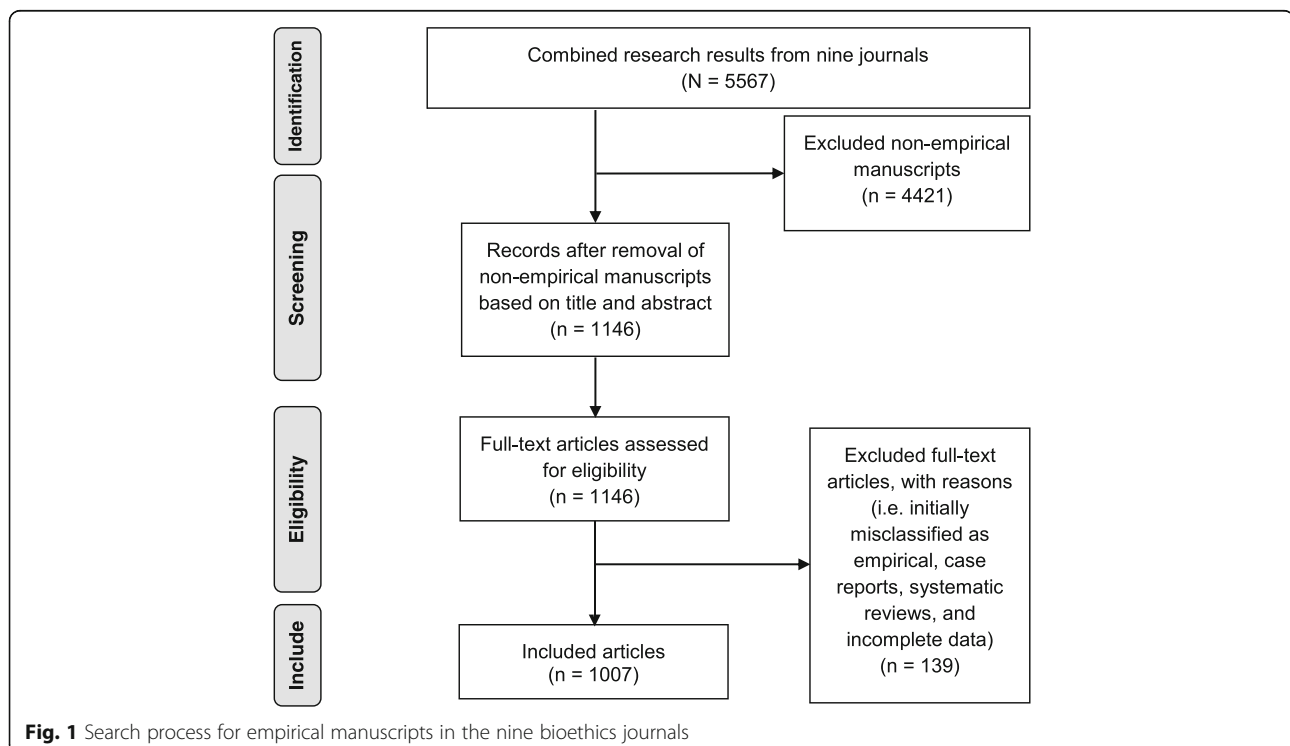 Identification
Combined research results from nine journals
(N = 5567)
Excluded non-empirical
manuscripts
(n = 4421)
Screening
Records after removal of
non-empirical manuscripts
based on title and abstract
(n = 1146)
Eligibility
Full-text articles assessed
for eligibility
(n = 1146)
Excluded full-text
articles, with reasons
(i.e. initially
misclassified as
empirical, case
reports, systematic
reviews, and
incomplete data)
(n = 139)
Include
Included articles
(n = 1007)
Fig. 1 Search process for empirical manuscripts in the nine bioethics journals